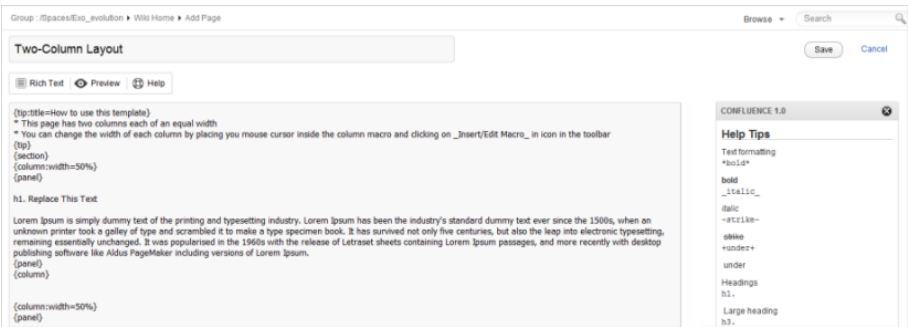 Group : /Spaces/Exo_evolution ▸ Wiki Home ▸ Add Page
Browse
Search
Two-Column Layout
Save
Cancel
Rich Text
Preview
Help
{tip:title=How to use this template}
* This page has two columns each of an equal width
* You can change the width of each column by placing you mouse cursor inside the column macro and clicking on _Insert/Edit Macro_ in icon in the toolbar
{tip}
{section}
{column:width=50%}
{panel}
h1. Replace This Text
Lorem Ipsum is simply dummy text of the printing and typesetting industry. Lorem Ipsum has been the industry's standard dummy text ever since the 1500s, when an
unknown printer took a galley of type and scrambled it to make a type specimen book. It has survived not only five centuries, but also the leap into electronic typesetting,
remaining essentially unchanged. It was popularised in the 1960s with the release of Letraset sheets containing Lorem Ipsum passages, and more recently with desktop
publishing software like Aldus PageMaker including versions of Lorem Ipsum.
{panel}
{column}
{column:width=50%}
{panel}
CONFLUENCE 1.0
Help Tips
Text formatting
*bold*
bold
_italic_
italic
-strike-
strike
+under+
under
Headings
h1.
Large heading
h3.